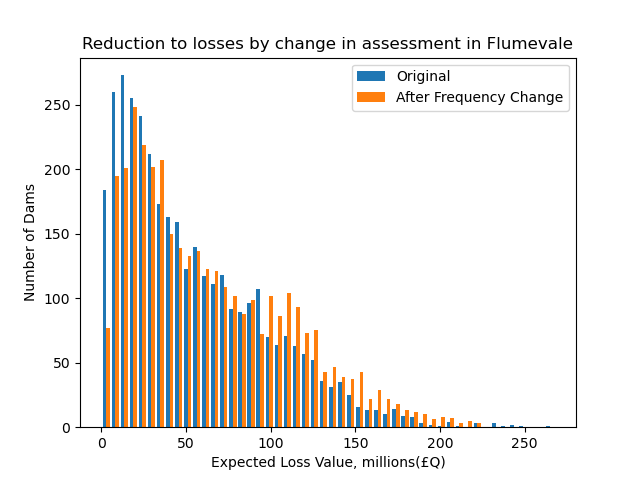 Reduction to losses by change in assessment in Flumevale
Original
After Frequency Change
250
200
150
100
50
0
Number of Dams
0 50 100 150 200 250
Expected Loss Value, millions(£Q)